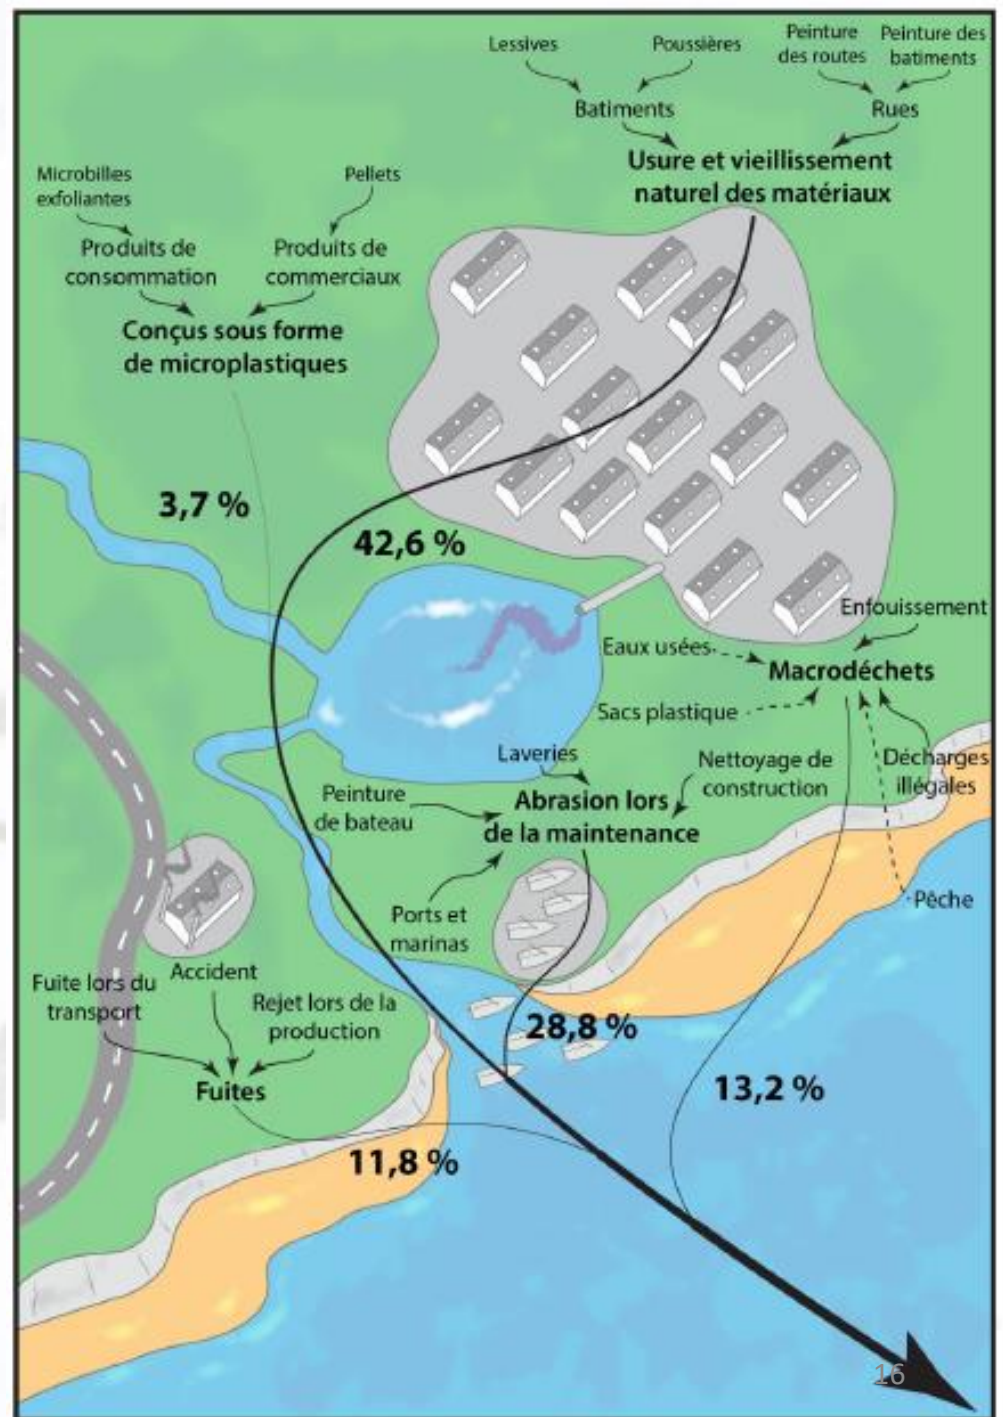 Lessives
Poussières
Peinture
des routes
Peinture des
batiments
Batiments
Rues
Usure et vieillissement
naturel des matériaux
Microbilles
exfoliantes
Pellets
Produits de
consommation
Produits de
commerciaux
Conçus sous forme
de microplastiques
3,7 %
42,6 %
Enfouissement
Eaux usées
Macrodéchets
Sacs plastique
Laveries
Nettoyage de
construction
Décharges
illégales
Peinture
de bateau
Abrasion lors
de la maintenance
Ports et
marinas
Pêche
Accident
Fuite lors du
transport
Rejet lors de la
production
Fuites
28,8 %
13,2 %
11,8 %
16